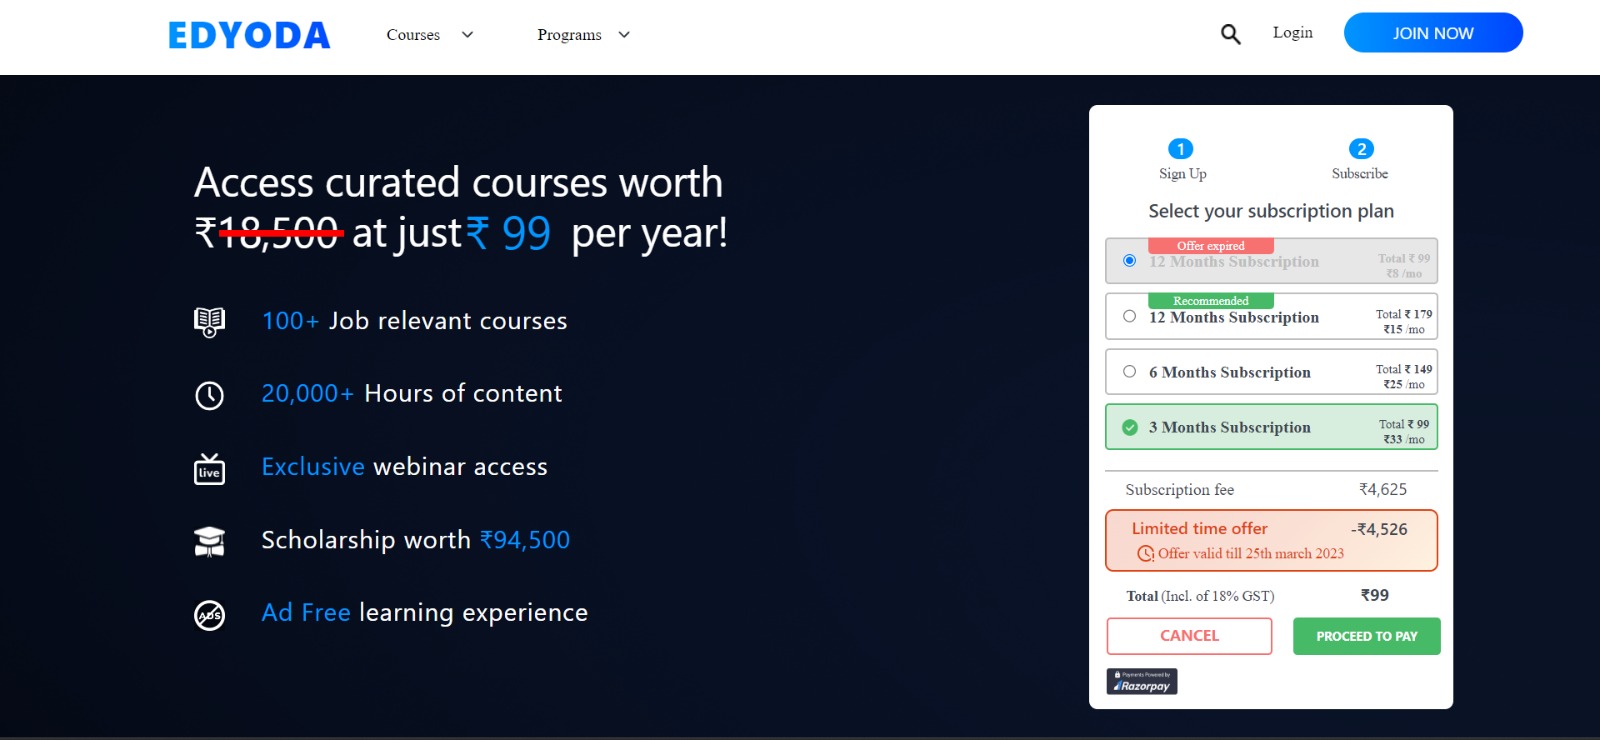 EDYODA
Courses
Programs
Login
JOIN NOW
Access curated courses worth
₹18,500 at just ₹ 99 per year!
100+ Job relevant courses
20,000+ Hours of content
live
Exclusive webinar access
Scholarship worth ₹94,500
ADS
Ad Free learning experience
1
2
Sign Up
Subscribe
Select your subscription plan
Offer expired
12 Months Subscription
Total ₹ 99
₹8 /mo
Recommended
12 Months Subscription
Total ₹ 179
₹15 /mo
6 Months Subscription
Total ₹ 149
₹25 /mo
3 Months Subscription
Total ₹ 99
₹33 /mo
Subscription fee ₹4,625
Limited time offer -₹4,526
Offer valid till 25th march 2023
Total (Incl. of 18% GST) ₹99
CANCEL
PROCEED TO PAY
Payments Powered by
Razorpay